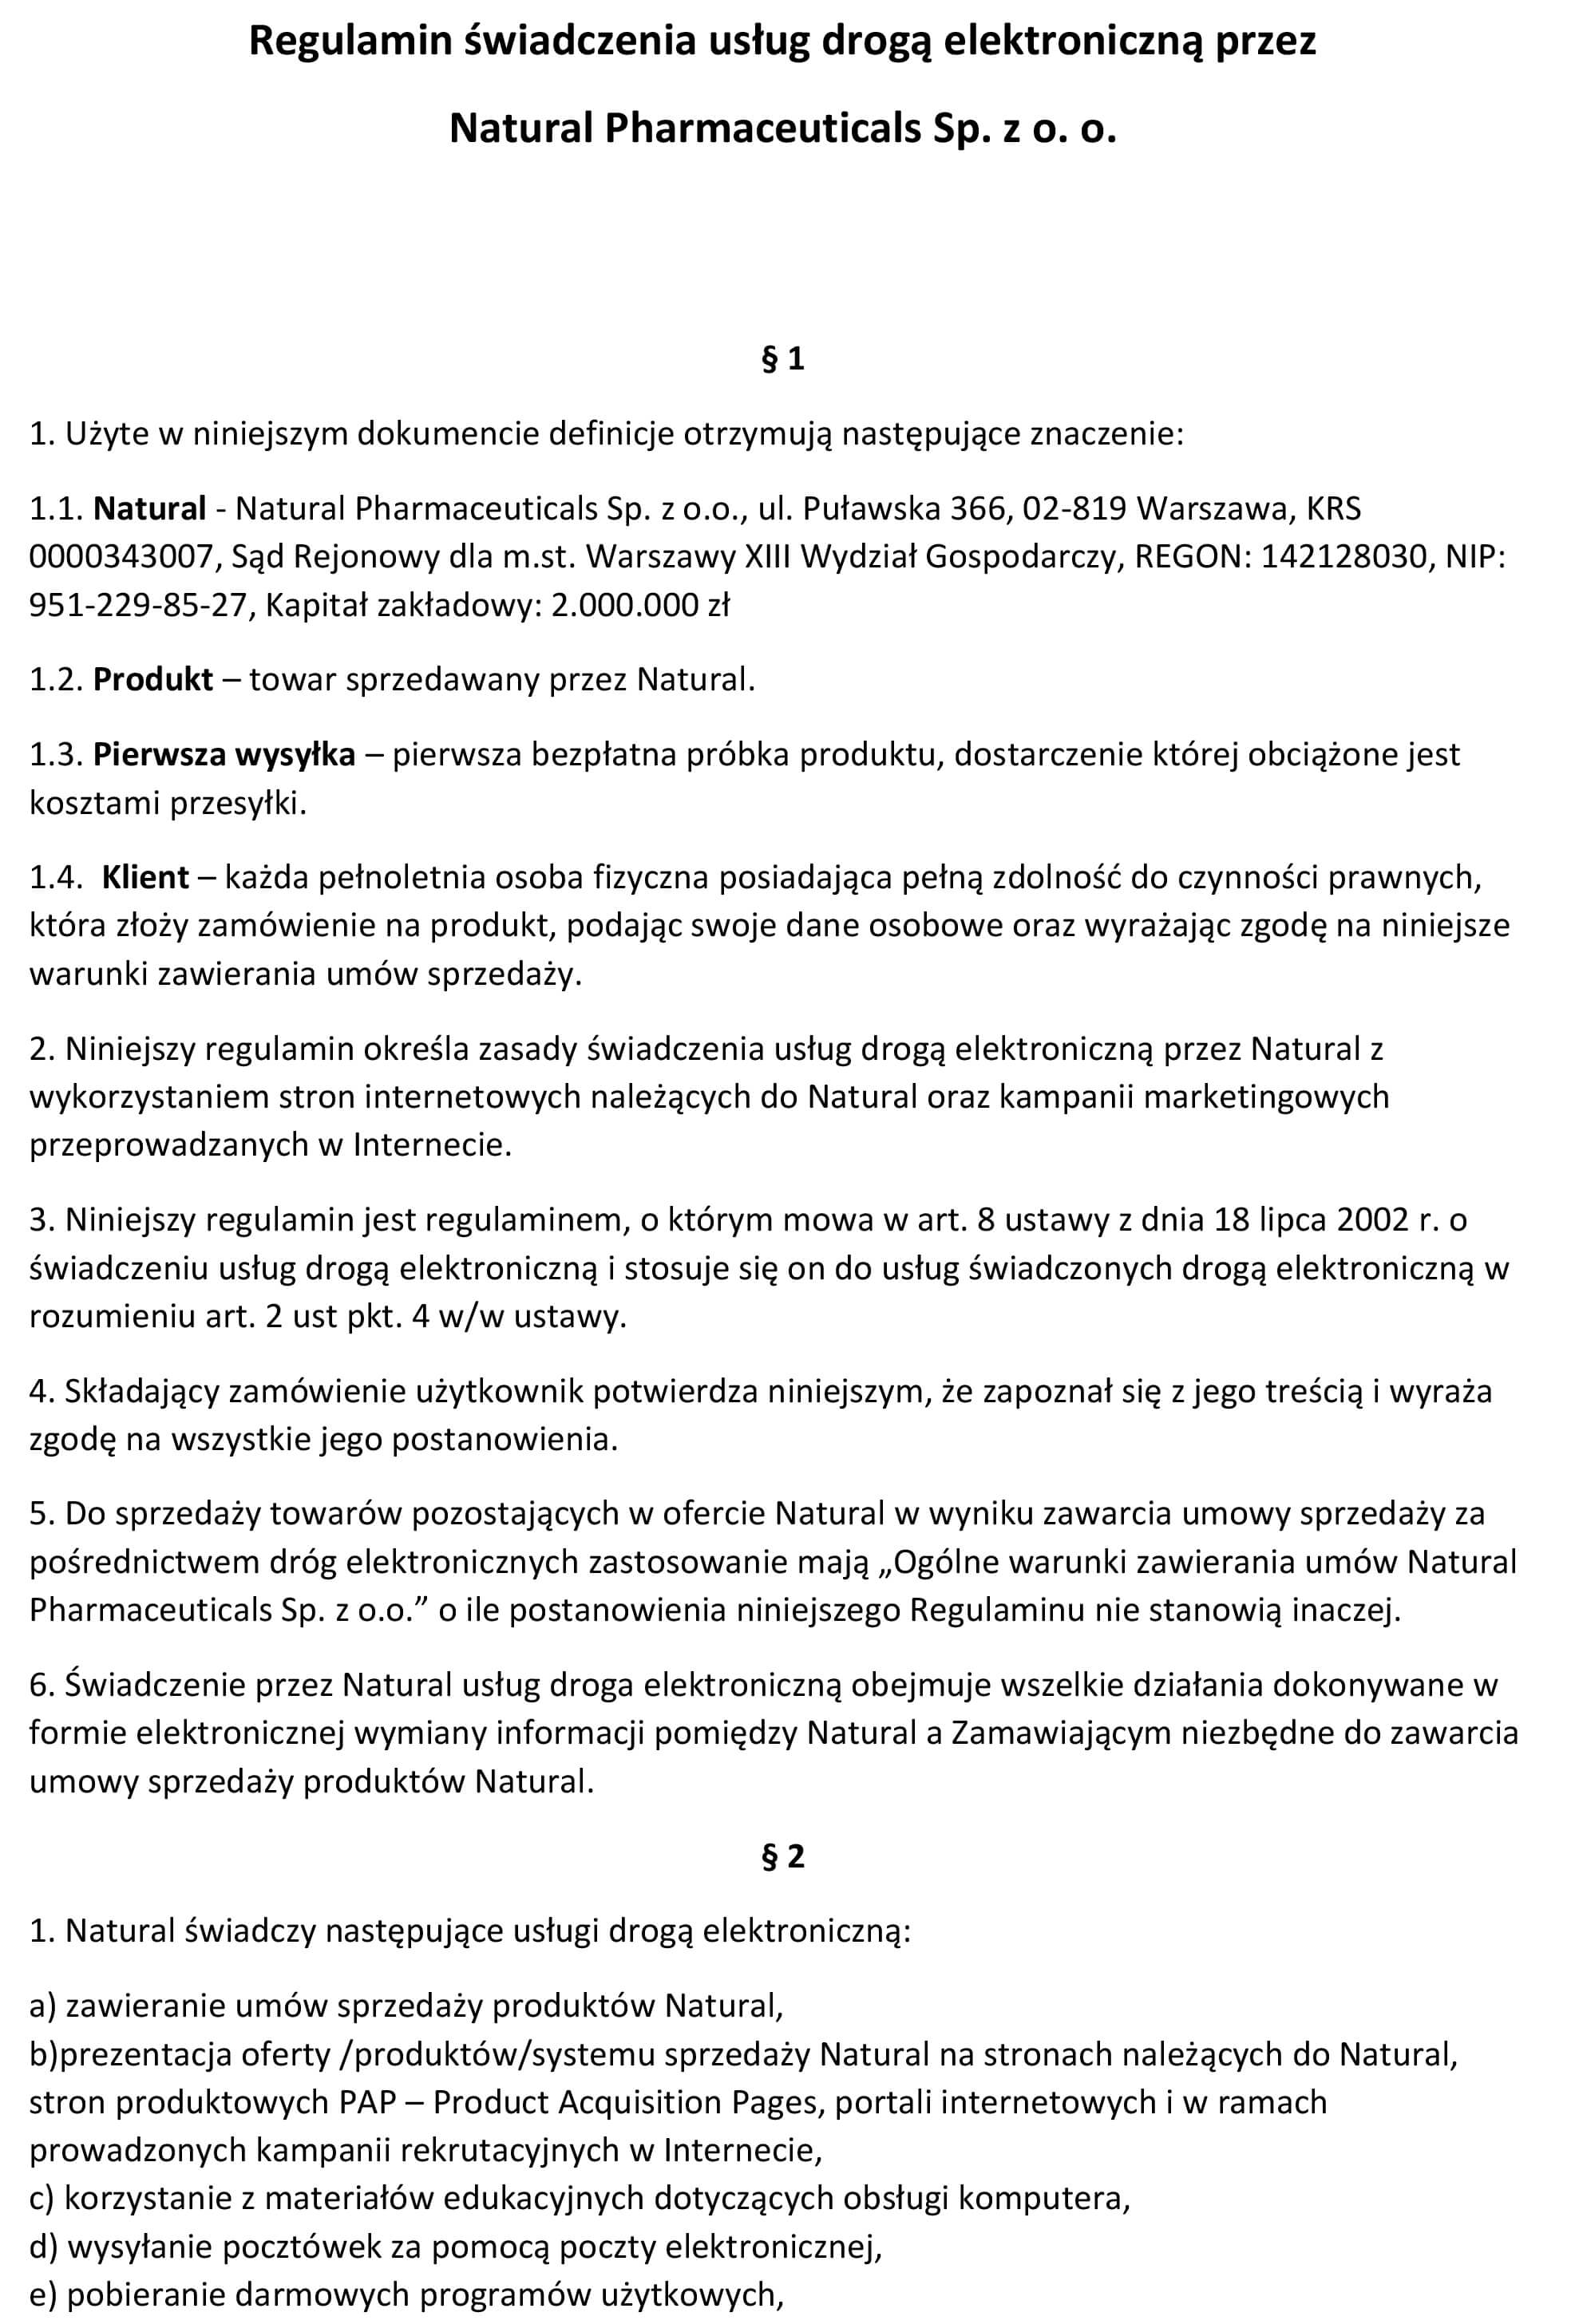 Regulamin świadczenia usług drogą elektroniczną przez
Natural Pharmaceuticals Sp. z o. o.
§ 1
1. Użyte w niniejszym dokumencie definicje otrzymują następujące znaczenie:
1.1. Natural - Natural Pharmaceuticals Sp. z o.o., ul. Puławska 366, 02-819 Warszawa, KRS
0000343007, Sąd Rejonowy dla m.st. Warszawy XIII Wydział Gospodarczy, REGON: 142128030, NIP:
951-229-85-27, Kapitał zakładowy: 2.000.000 zł
1.2. Produkt – towar sprzedawany przez Natural.
1.3. Pierwsza wysyłka – pierwsza bezpłatna próbka produktu, dostarczenie której obciążone jest
kosztami przesyłki.
1.4.  Klient – każda pełnoletnia osoba fizyczna posiadająca pełną zdolność do czynności prawnych,
która złoży zamówienie na produkt, podając swoje dane osobowe oraz wyrażając zgodę na niniejsze
warunki zawierania umów sprzedaży.
2. Niniejszy regulamin określa zasady świadczenia usług drogą elektroniczną przez Natural z
wykorzystaniem stron internetowych należących do Natural oraz kampanii marketingowych
przeprowadzanych w Internecie.
3. Niniejszy regulamin jest regulaminem, o którym mowa w art. 8 ustawy z dnia 18 lipca 2002 r. o
świadczeniu usług drogą elektroniczną i stosuje się on do usług świadczonych drogą elektroniczną w
rozumieniu art. 2 ust pkt. 4 w/w ustawy.
4. Składający zamówienie użytkownik potwierdza niniejszym, że zapoznał się z jego treścią i wyraża
zgodę na wszystkie jego postanowienia.
5. Do sprzedaży towarów pozostających w ofercie Natural w wyniku zawarcia umowy sprzedaży za
pośrednictwem dróg elektronicznych zastosowanie mają „Ogólne warunki zawierania umów Natural
Pharmaceuticals Sp. z o.o.” o ile postanowienia niniejszego Regulaminu nie stanowią inaczej.
6. Świadczenie przez Natural usług droga elektroniczną obejmuje wszelkie działania dokonywane w
formie elektronicznej wymiany informacji pomiędzy Natural a Zamawiającym niezbędne do zawarcia
umowy sprzedaży produktów Natural.
§ 2
1. Natural świadczy następujące usługi drogą elektroniczną:
a) zawieranie umów sprzedaży produktów Natural,
b)prezentacja oferty /produktów/systemu sprzedaży Natural na stronach należących do Natural,
stron produktowych PAP – Product Acquisition Pages, portali internetowych i w ramach
prowadzonych kampanii rekrutacyjnych w Internecie,
c) korzystanie z materiałów edukacyjnych dotyczących obsługi komputera,
d) wysyłanie pocztówek za pomocą poczty elektronicznej,
e) pobieranie darmowych programów użytkowych,